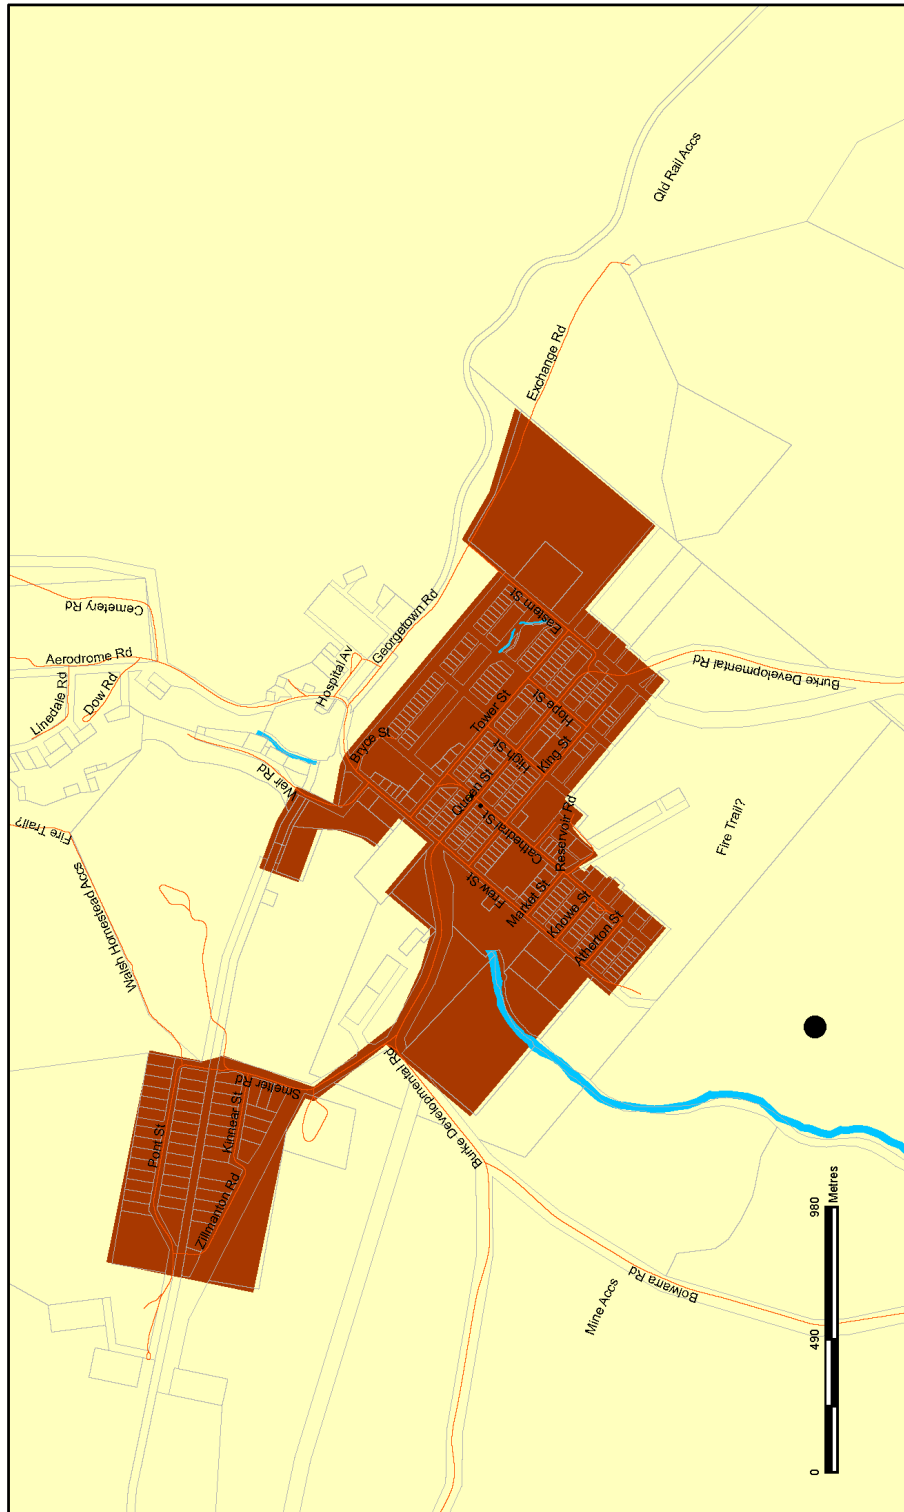 Qld Rail Accs
Exchange Rd
Cemetery Rd
Aerodrome Rd
Linedale Rd
Dow Rd
Hospital Av
Georgetown Rd
Eastern St
Burke Developmental Rd
Tower St
Hope St
Bryce St
High St
King St
Weir Rd
Queen St
Cathedral St
Reservoir Rd
Fire Trail?
Fire Trail?
Walsh Homestead Accs
Frew St
Market St
Knowe St
Atherton St
Smelter Rd
Burke Developmental Rd
Pont St
Kinnear St
Zillmanton Rd
Bolwarra Rd
Mine Accs
0 490 980
Metres